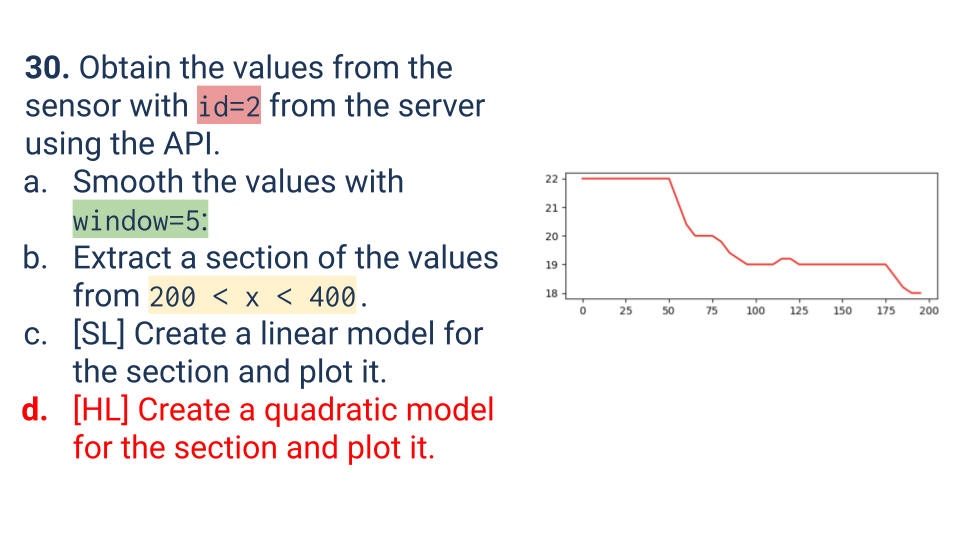 30. Obtain the values from the
sensor with id=2 from the server
using the API.
a. Smooth the values with
window=5:
b. Extract a section of the values
from 200 < x < 400.
c. [SL] Create a linear model for
the section and plot it.
d. [HL] Create a quadratic model
for the section and plot it.
22
21
20
19
18
0 25 50 75 100 125 150 175 200